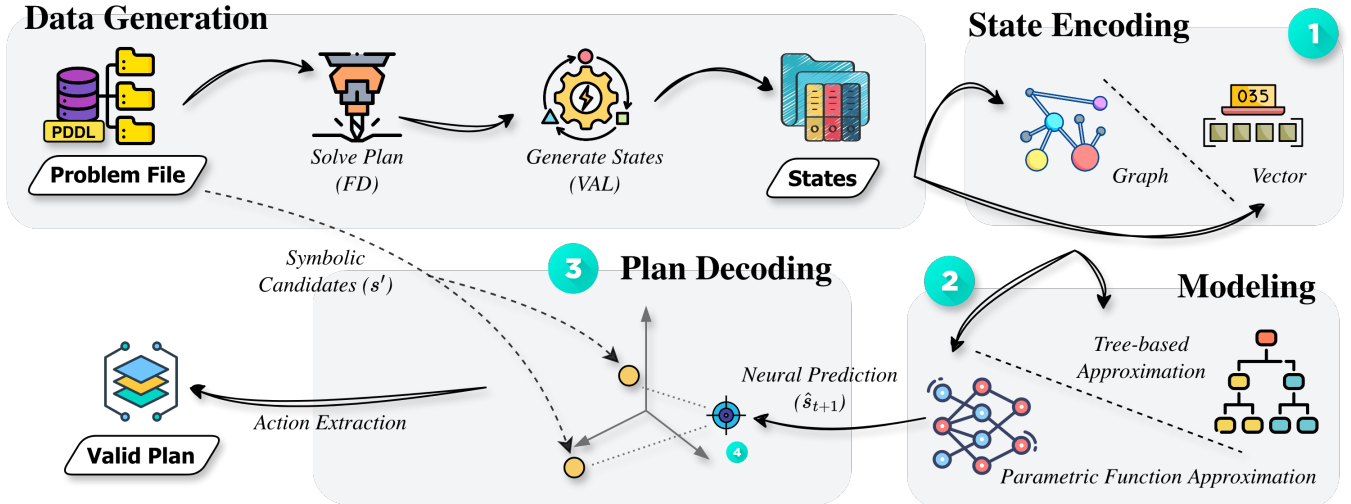 Data Generation
PDDL
Problem File
Solve Plan
(FD)
Generate States
(VAL)
States
State Encoding
1
035
Graph
Vector
Symbolic
Candidates (s′)
3
Plan Decoding
4
Neural Prediction
(ŝt+1)
2
Modeling
Tree-based
Approximation
Parametric Function Approximation
Action Extraction
Valid Plan